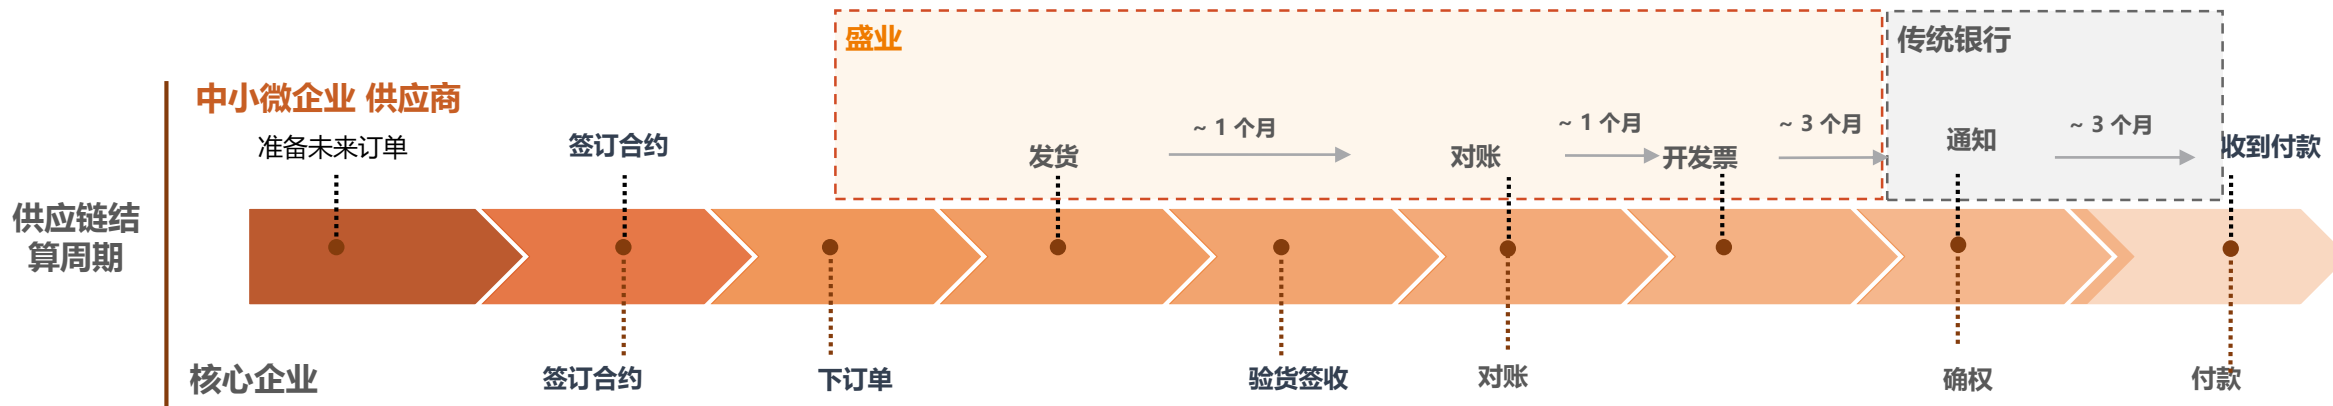 盛业
传统银行
中小微企业 供应商
准备未来订单
签订合约
发货
~ 1 个月
对账
~ 1 个月
开发票
~ 3 个月
通知
~ 3 个月
收到付款
供应链结
算周期
核心企业
签订合约
下订单
验货签收
对账
确权
付款